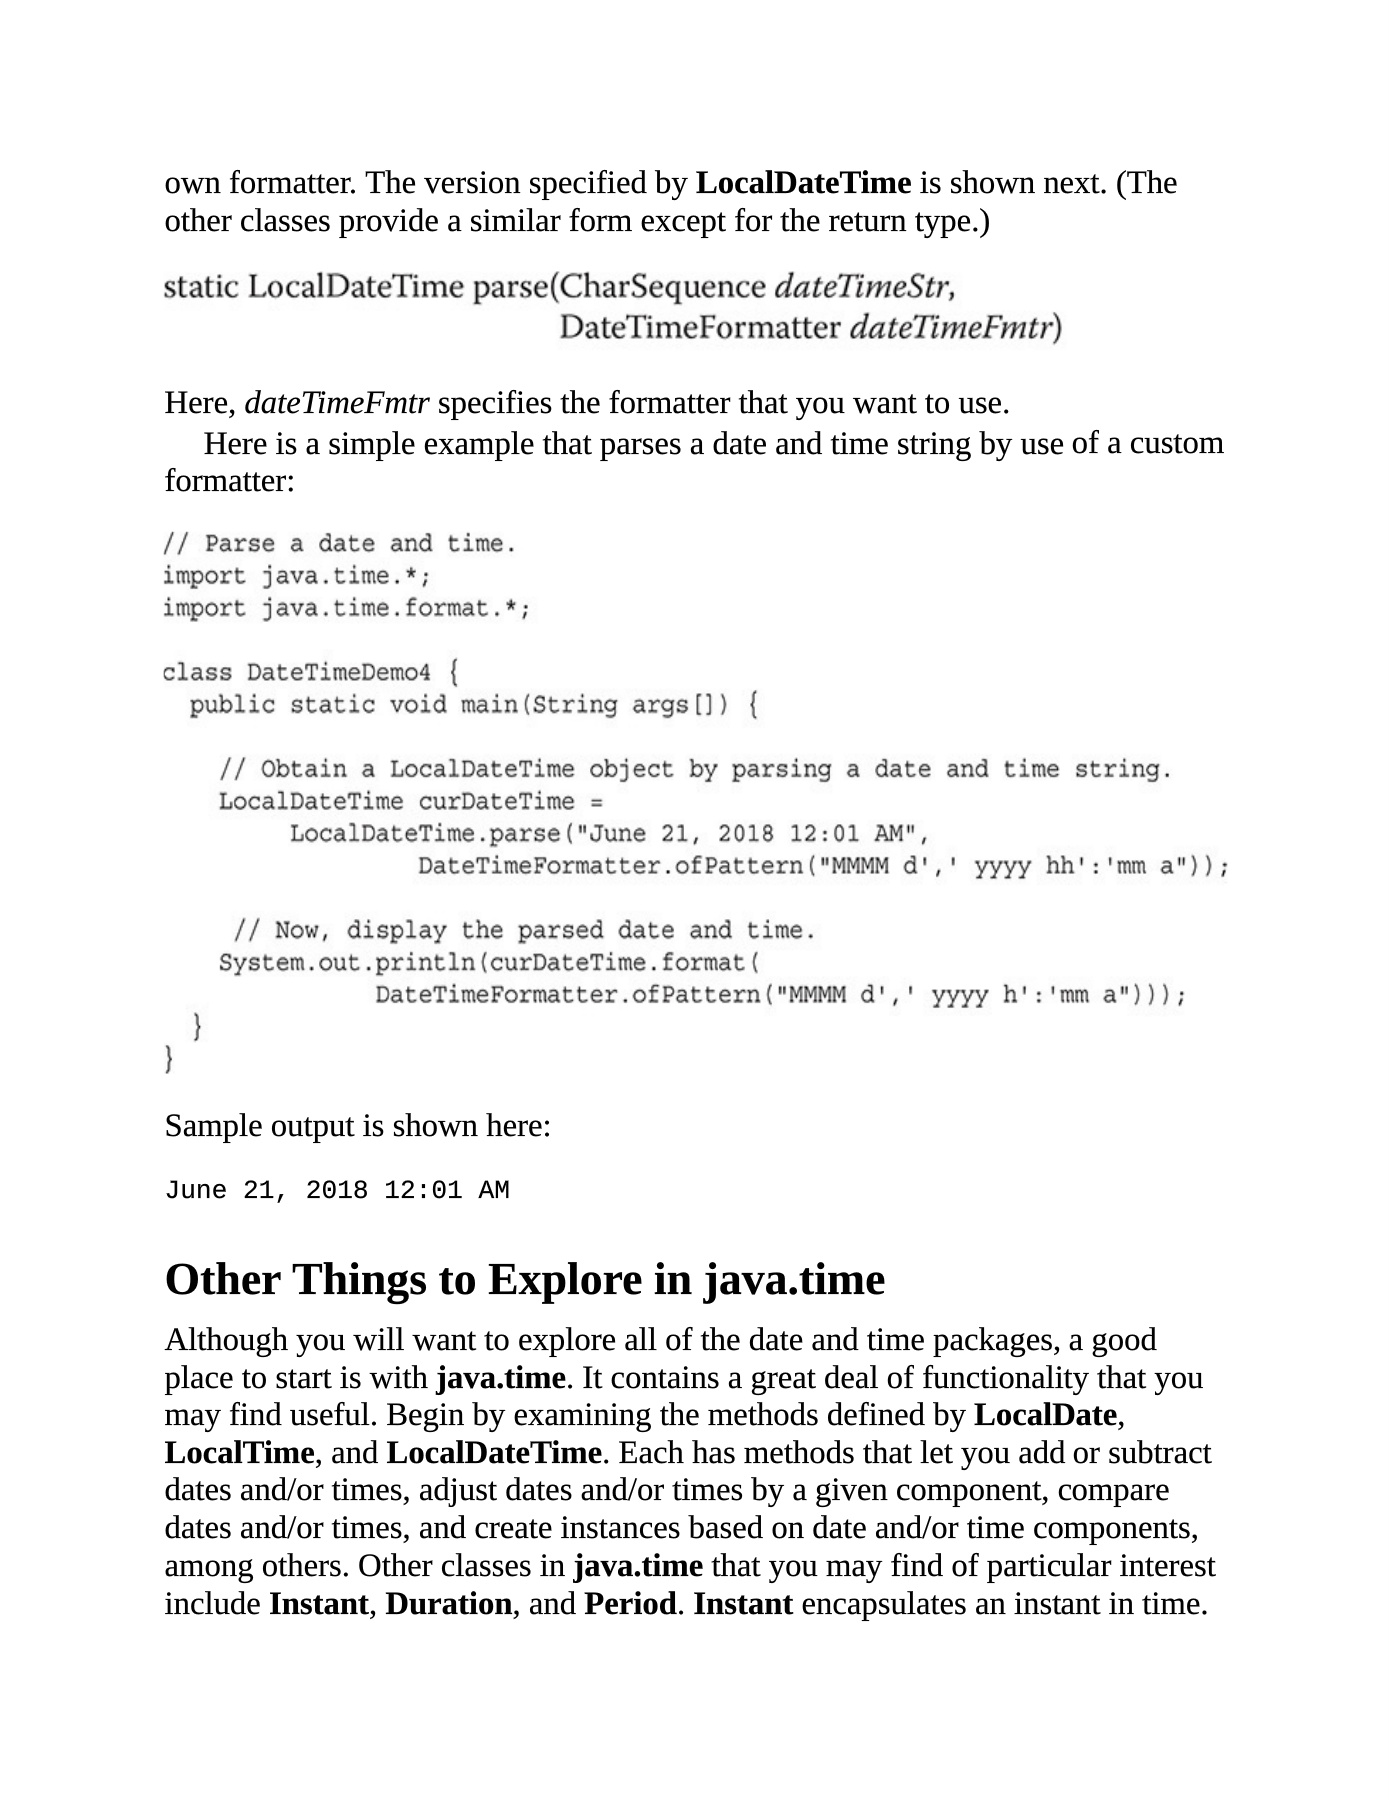 own formatter. The version specified by LocalDateTime is shown next. (The
other classes provide a similar form except for the return type.)
static LocalDateTime parse(CharSequence dateTimeStr,
DateTimeFormatter dateTimeFmtr)
Here, dateTimeFmtr specifies the formatter that you want to use.
Here is a simple example that parses a date and time string by use of a custom
formatter:
// Parse a date and time.
import java.time.*;
import java.time.format.*;
class DateTimeDemo4 {
public static void main(String args[]) {
// Obtain a LocalDateTime object by parsing a date and time string.
LocalDateTime curDateTime =
LocalDateTime.parse("June 21, 2018 12:01 AM",
DateTimeFormatter.ofPattern("MMMM d',' yyyy hh':'mm a"));
// Now, display the parsed date and time.
System.out.println(curDateTime.format(
DateTimeFormatter.ofPattern("MMMM d',' yyyy h':'mm a")));
}
}
Sample output is shown here:
June 21, 2018 12:01 AM
Other Things to Explore in java.time
Although you will want to explore all of the date and time packages, a good
place to start is with java.time. It contains a great deal of functionality that you
may find useful. Begin by examining the methods defined by LocalDate,
LocalTime, and LocalDateTime. Each has methods that let you add or subtract
dates and/or times, adjust dates and/or times by a given component, compare
dates and/or times, and create instances based on date and/or time components,
among others. Other classes in java.time that you may find of particular interest
include Instant, Duration, and Period. Instant encapsulates an instant in time.